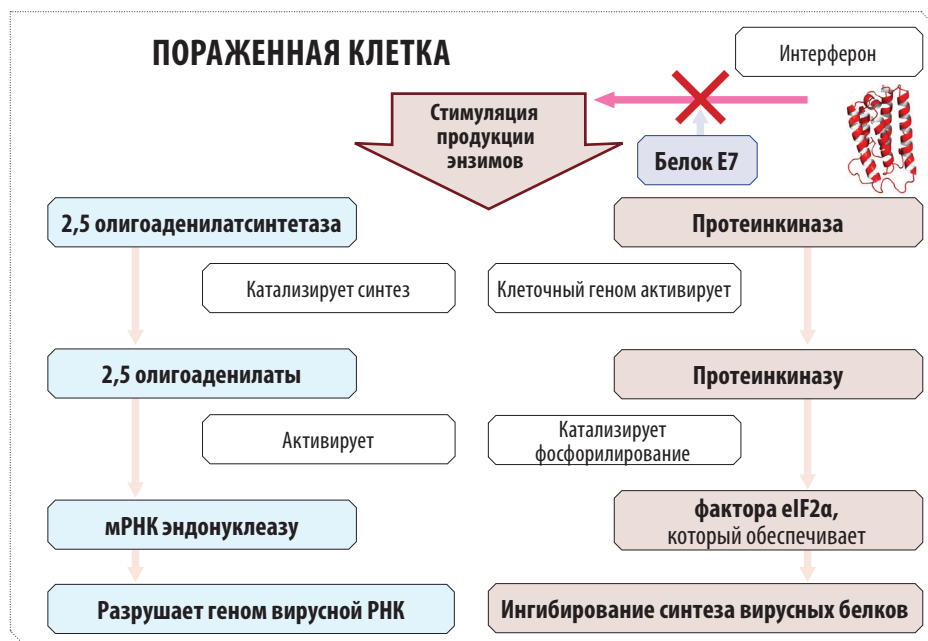 ПОРАЖЕННАЯ КЛЕТКА
Интерферон
Стимуляция
продукции
энзимов
Белок Е7
2,5 олигоаденилатсинтетаза
Протеинкиназа
Катализирует синтез
Клеточный геном активирует
2,5 олигоаденилаты
Протеинкиназу
Активирует
Катализирует
фосфорилирование
мРНК эндонуклеазу
фактора eIF2α,
который обеспечивает
Разрушает геном вирусной РНК
Ингибирование синтеза вирусных белков